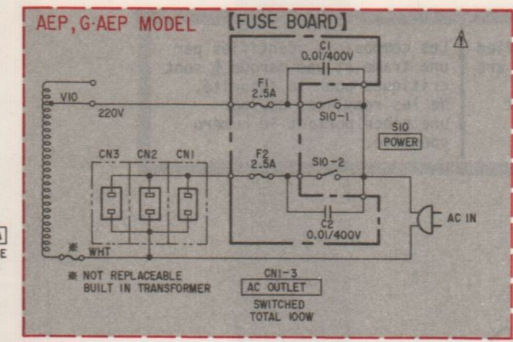 AEP, G-AEP MODEL
[FUSE BOARD]
C1
0.01/400V
F1
2.5A
V10
220V
S10-1
S10
POWER
CN3 CN2 CN1
F2
2.5A
S10-2
AC IN
C2
0.01/400V
※
WHT
※ NOT REPLACEABLE
BUILT IN TRANSFORMER
CN1-3
AC OUTLET
SWITCHED
TOTAL 100W